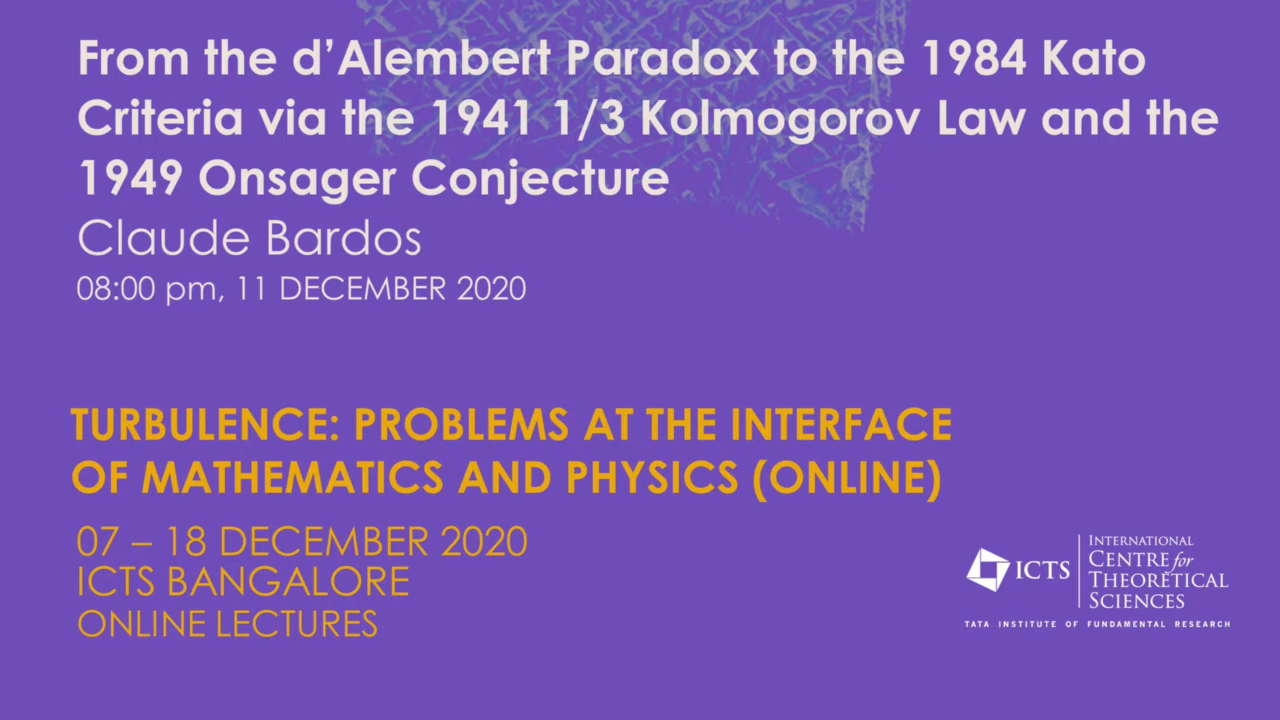 From the d’Alembert Paradox to the 1984 Kato
Criteria via the 1941 1/3 Kolmogorov Law and the
1949 Onsager Conjecture
Claude Bardos
08:00 pm, 11 DECEMBER 2020
TURBULENCE: PROBLEMS AT THE INTERFACE
OF MATHEMATICS AND PHYSICS (ONLINE)
07 – 18 DECEMBER 2020
ICTS BANGALORE
ONLINE LECTURES
ICTS
INTERNATIONAL
CENTRE for
THEORETICAL
SCIENCES
TATA INSTITUTE OF FUNDAMENTAL RESEARCH